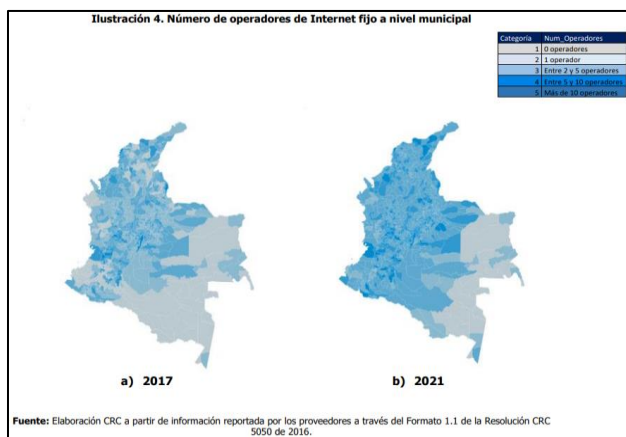 Ilustración 4. Número de operadores de Internet fijo a nivel municipal
Categoría Num_Operadores
1 0 operadores
2 1 operador
3 Entre 2 y 5 operadores
4 Entre 5 y 10 operadores
5 Más de 10 operadores
a) 2017
b) 2021
Fuente: Elaboración CRC a partir de información reportada por los proveedores a través del Formato 1.1 de la Resolución CRC
5050 de 2016.